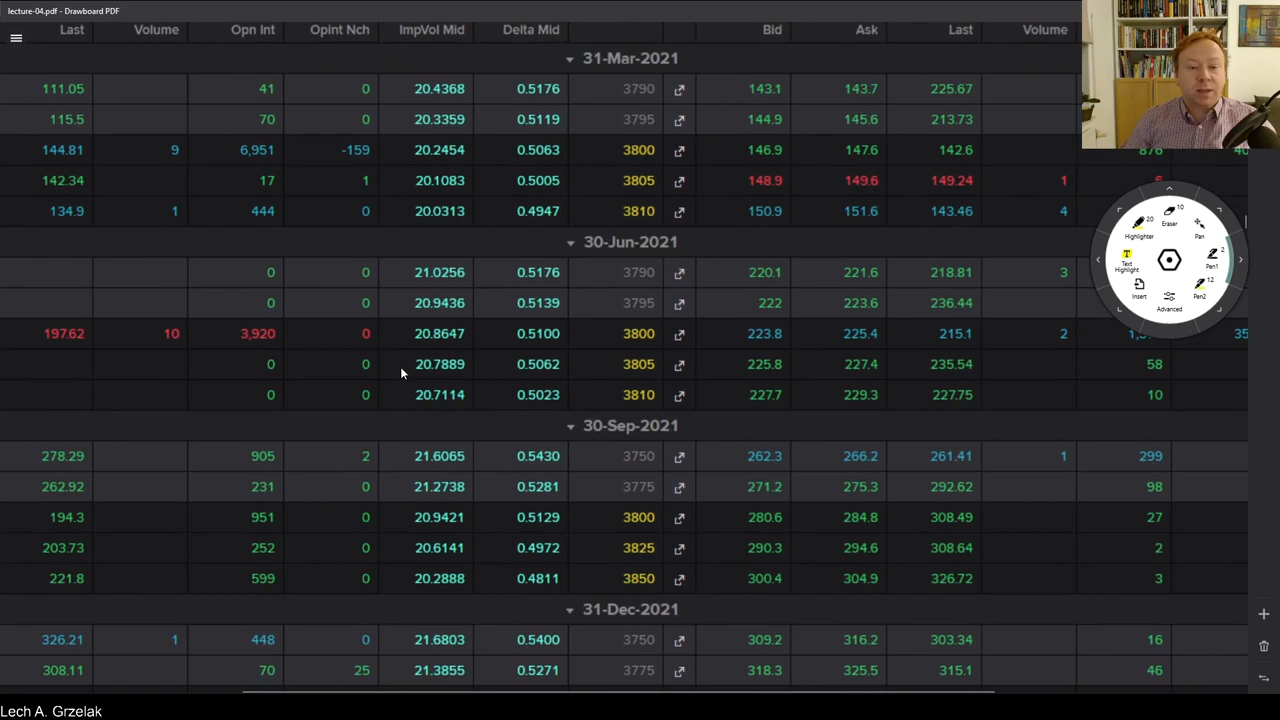 lecture-04.pdf - Drawboard PDF
Last Volume Opn Int Opint Nch ImpVol Mid Delta Mid Bid Ask Last Volume
31-Mar-2021
111.05 41 0 20.4368 0.5176 3790 143.1 143.7 225.67
115.5 70 0 20.3359 0.5119 3795 144.9 145.6 213.73
144.81 9 6,951 -159 20.2454 0.5063 3800 146.9 147.6 142.6 876
142.34 17 1 20.1083 0.5005 3805 148.9 149.6 149.24 1
134.9 1 444 0 20.0313 0.4947 3810 150.9 151.6 143.46 4
30-Jun-2021
0 0 21.0256 0.5176 3790 220.1 221.6 218.81 3
0 0 20.9436 0.5139 3795 222 223.6 236.44
197.62 10 3,920 0 20.8647 0.5100 3800 223.8 225.4 215.1 2
0 0 20.7889 0.5062 3805 225.8 227.4 235.54 58
0 0 20.7114 0.5023 3810 227.7 229.3 227.75 10
30-Sep-2021
278.29 905 2 21.6065 0.5430 3750 262.3 266.2 261.41 1 299
262.92 231 0 21.2738 0.5281 3775 271.2 275.3 292.62 98
194.3 951 0 20.9421 0.5129 3800 280.6 284.8 308.49 27
203.73 252 0 20.6141 0.4972 3825 290.3 294.6 308.64 2
221.8 599 0 20.2888 0.4811 3850 300.4 304.9 326.72 3
31-Dec-2021
326.21 1 448 0 21.6803 0.5400 3750 309.2 316.2 303.34 16
308.11 70 25 21.3855 0.5271 3775 318.3 325.5 315.1 46
20 10
Highlighter Eraser Pan
T 2
Text Highlight Pen1
12
Insert Pen2
Advanced
Lech A. Grzelak